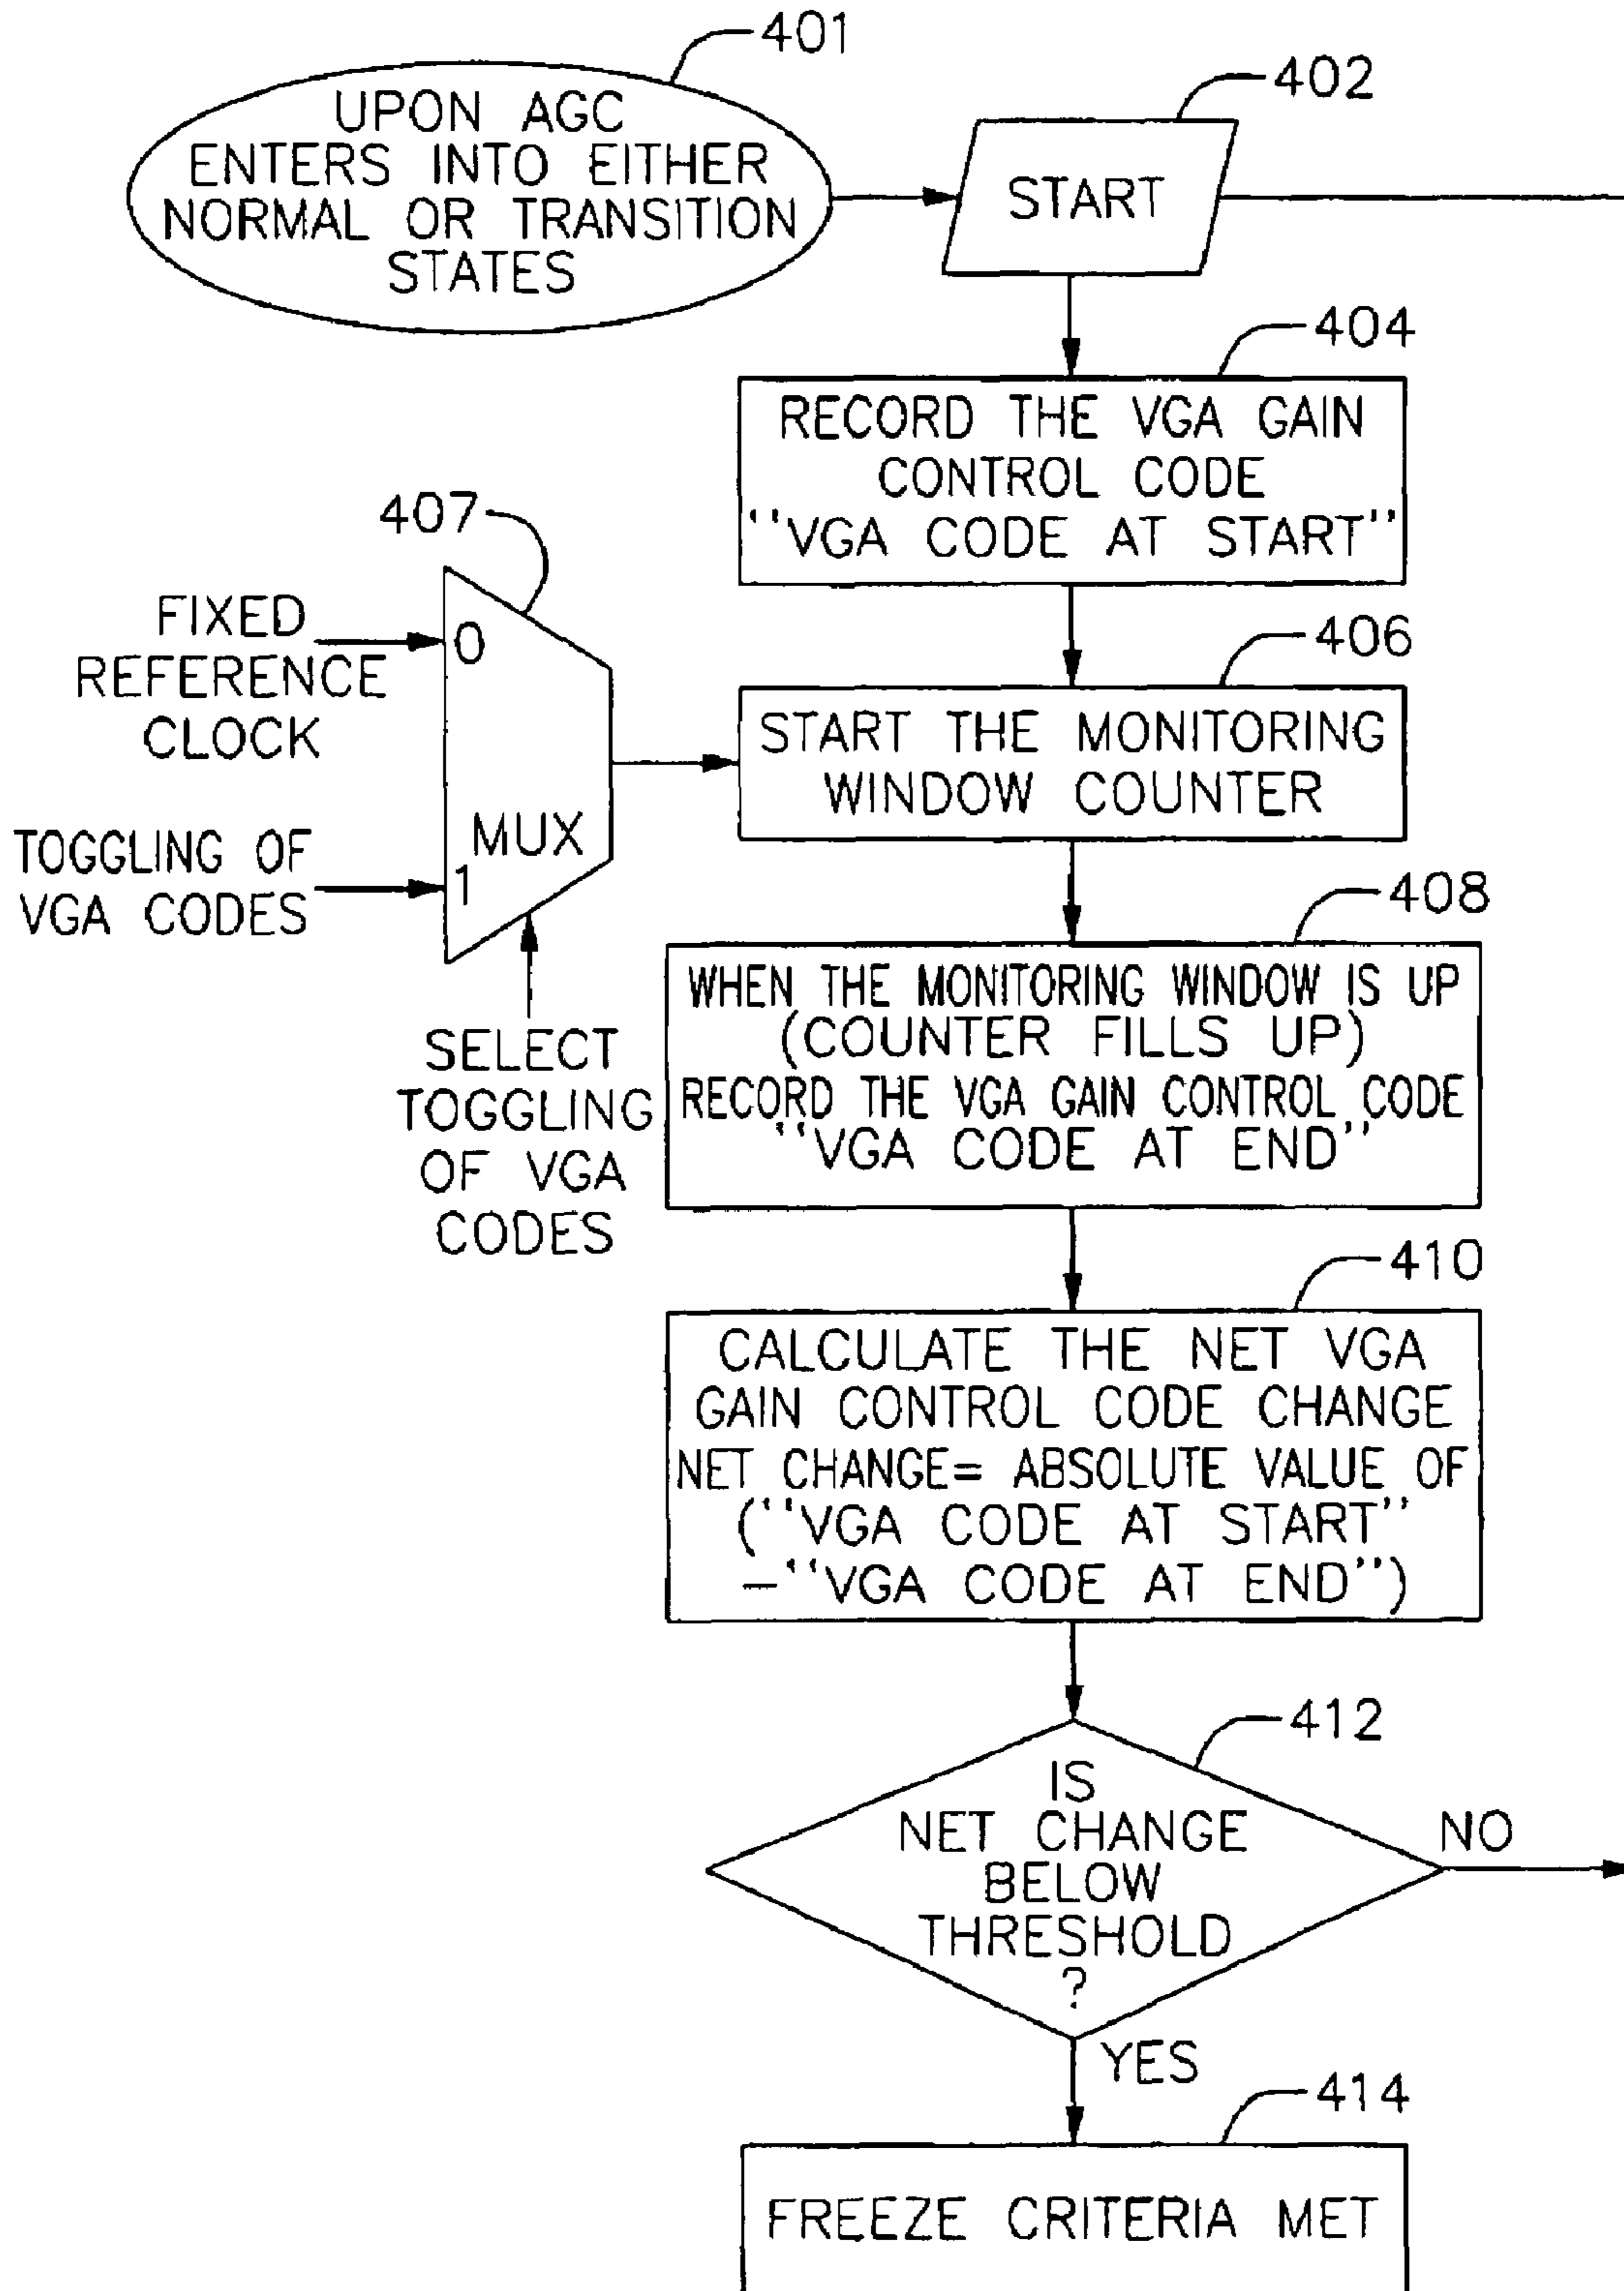 401
UPON AGC
ENTERS INTO EITHER
NORMAL OR TRANSITION
STATES
402
START
404
RECORD THE VGA GAIN
CONTROL CODE
"VGA CODE AT START"
407
FIXED
REFERENCE
CLOCK
0
TOGGLING OF
VGA CODES
1
MUX
SELECT
TOGGLING
OF VGA
CODES
406
START THE MONITORING
WINDOW COUNTER
408
WHEN THE MONITORING WINDOW IS UP
(COUNTER FILLS UP)
RECORD THE VGA GAIN CONTROL CODE
"VGA CODE AT END"
410
CALCULATE THE NET VGA
GAIN CONTROL CODE CHANGE
NET CHANGE= ABSOLUTE VALUE OF
("VGA CODE AT START"
-"VGA CODE AT END")
412
IS
NET CHANGE
BELOW
THRESHOLD
?
NO
YES
414
FREEZE CRITERIA MET